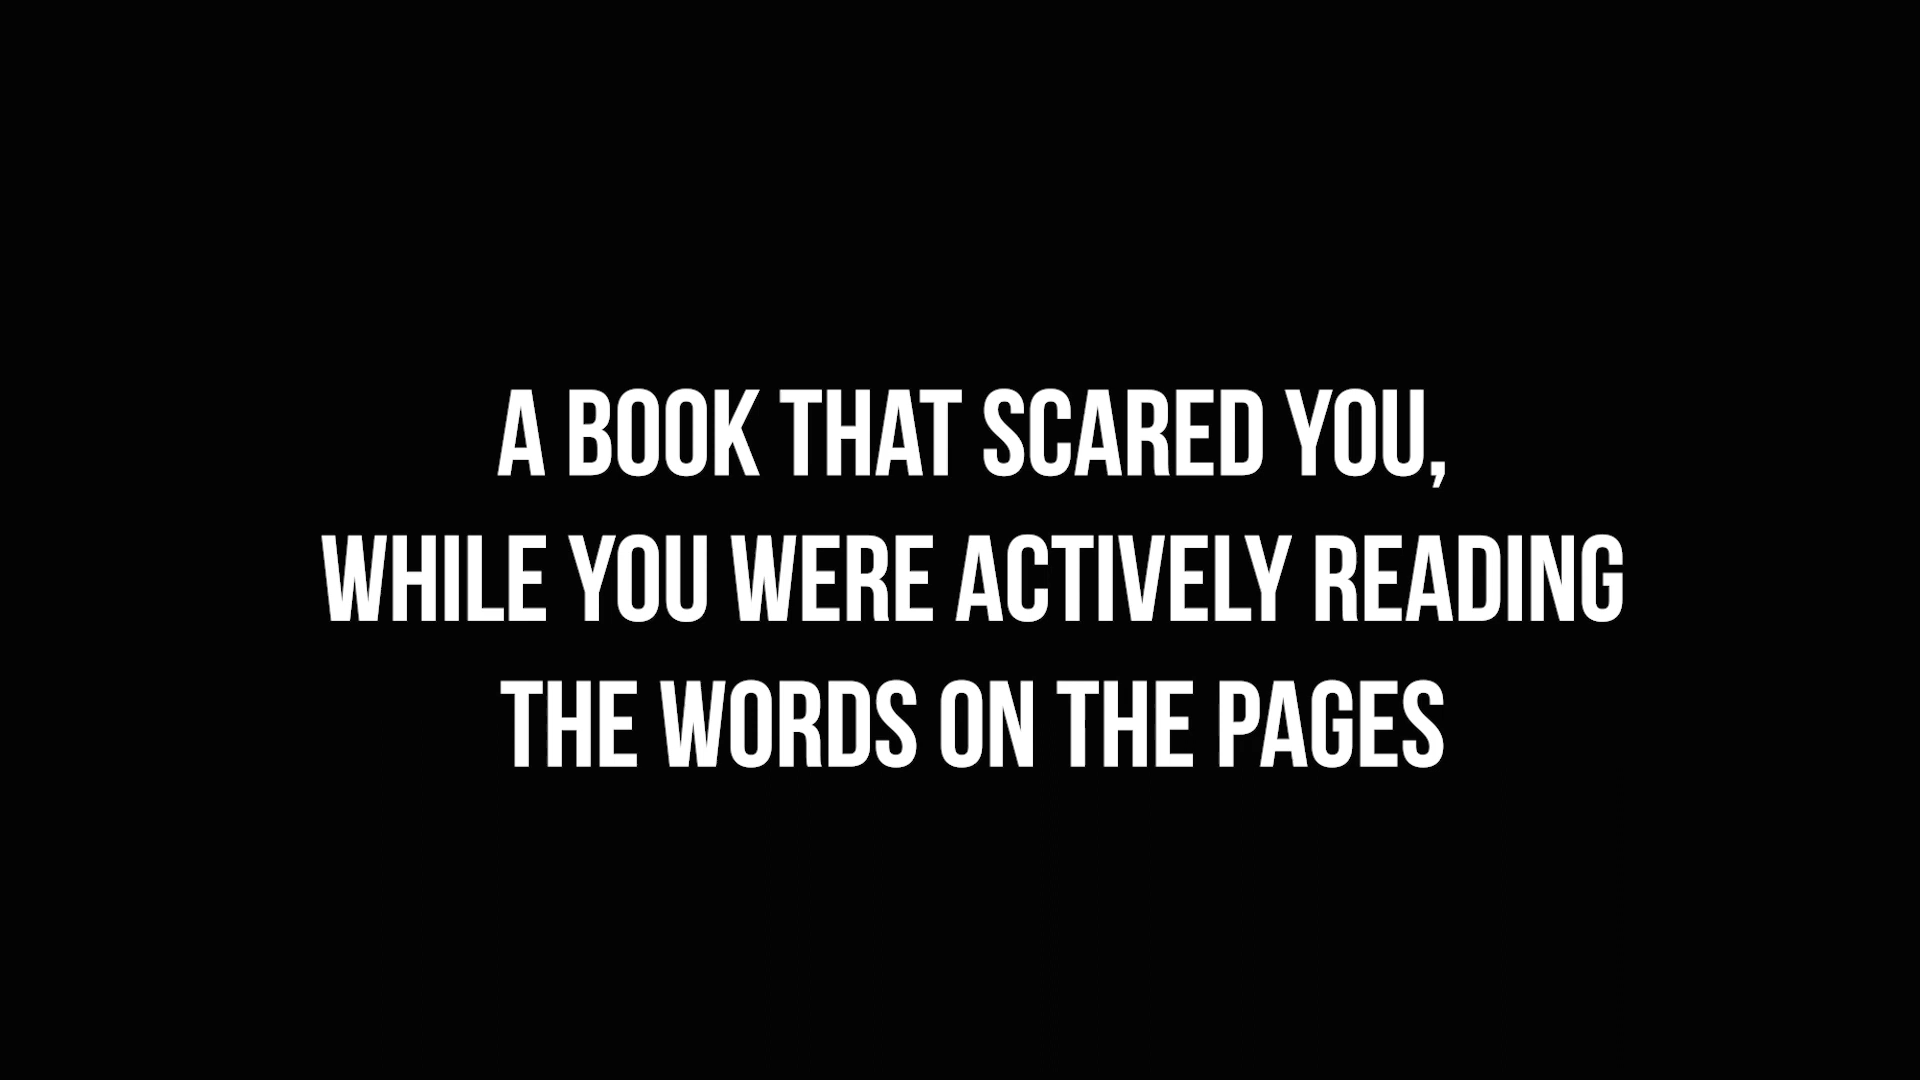 A BOOK THAT SCARED YOU,
WHILE YOU WERE ACTIVELY READING
THE WORDS ON THE PAGES